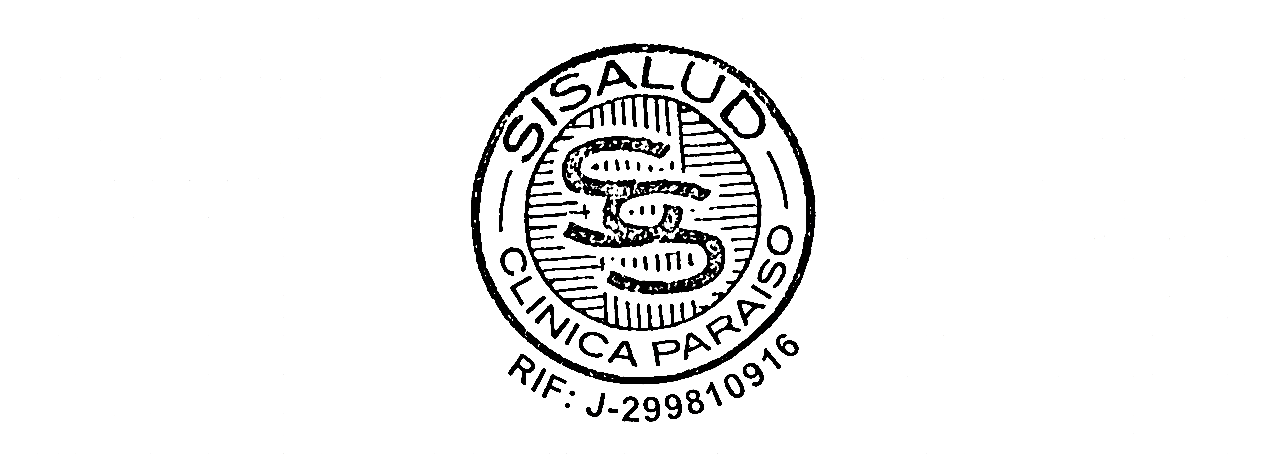 SISALUD
CLINICA PARAISO
RIF: J-299810916